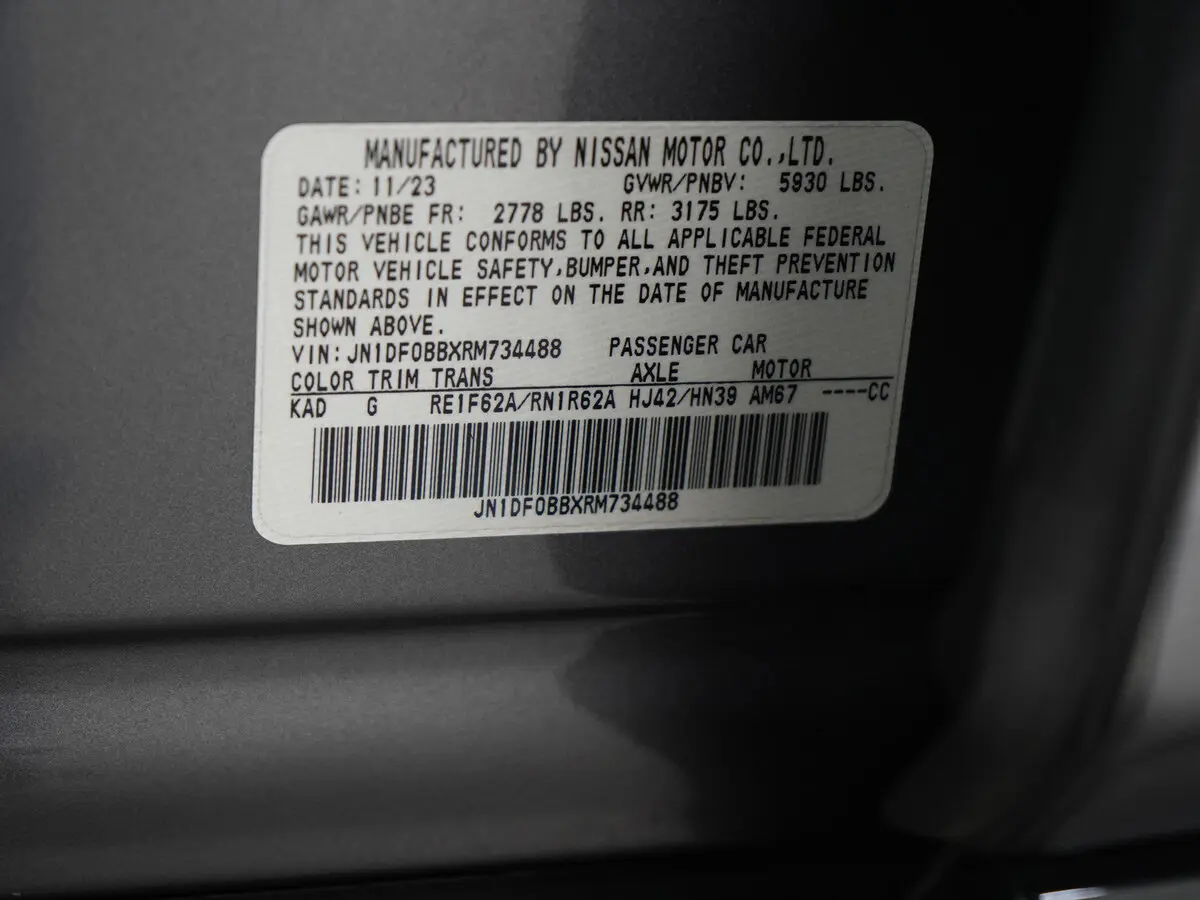 MANUFACTURED BY NISSAN MOTOR CO.,LTD.
DATE: 11/23 GVWR/PNBV: 5930 LBS.
GAWR/PNBE FR: 2778 LBS. RR: 3175 LBS.
THIS VEHICLE CONFORMS TO ALL APPLICABLE FEDERAL
MOTOR VEHICLE SAFETY,BUMPER,AND THEFT PREVENTION
STANDARDS IN EFFECT ON THE DATE OF MANUFACTURE
SHOWN ABOVE.
VIN: JN1DF0BBXRM734488 PASSENGER CAR
COLOR TRIM TRANS AXLE MOTOR
KAD G RE1F62A/RN1R62A HJ42/HN39 AM67 ----CC
JN1DF0BBXRM734488